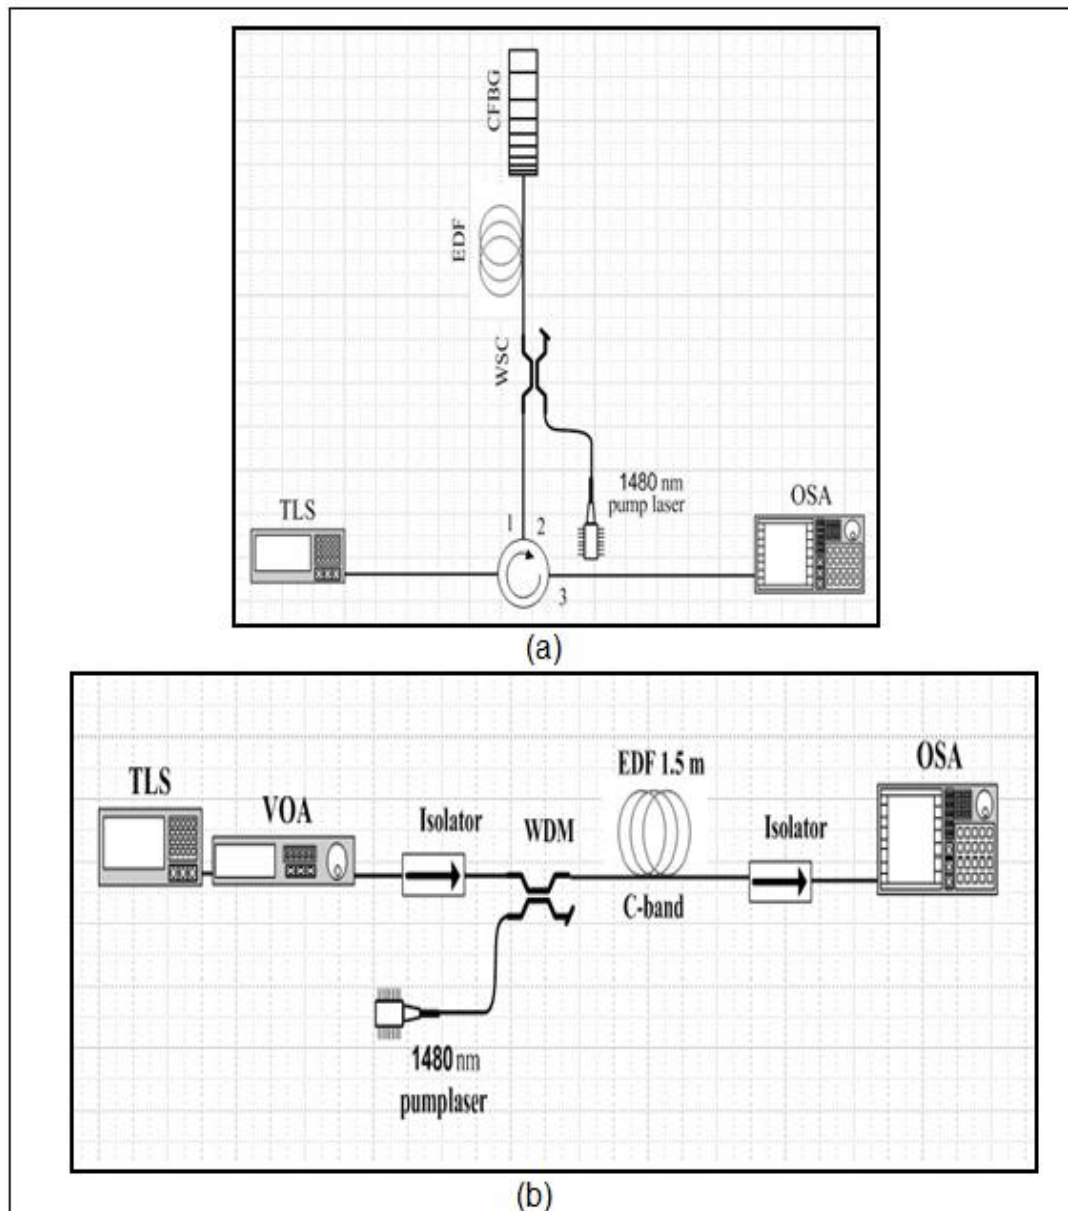 CFBG
EDF
WSC
1480 nm
pump laser
TLS
OSA
1 2
3
(a)
TLS
VOA
Isolator
WDM
EDF 1.5 m
C-band
Isolator
OSA
1480 nm
pumplaser
(b)